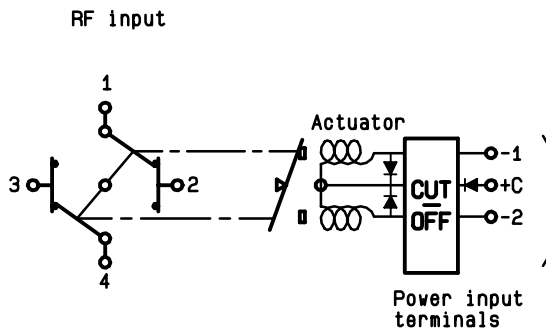 RF input
1
Actuator
-1
3
2
CUT
+C
OFF
-2
4
Power input
terminals